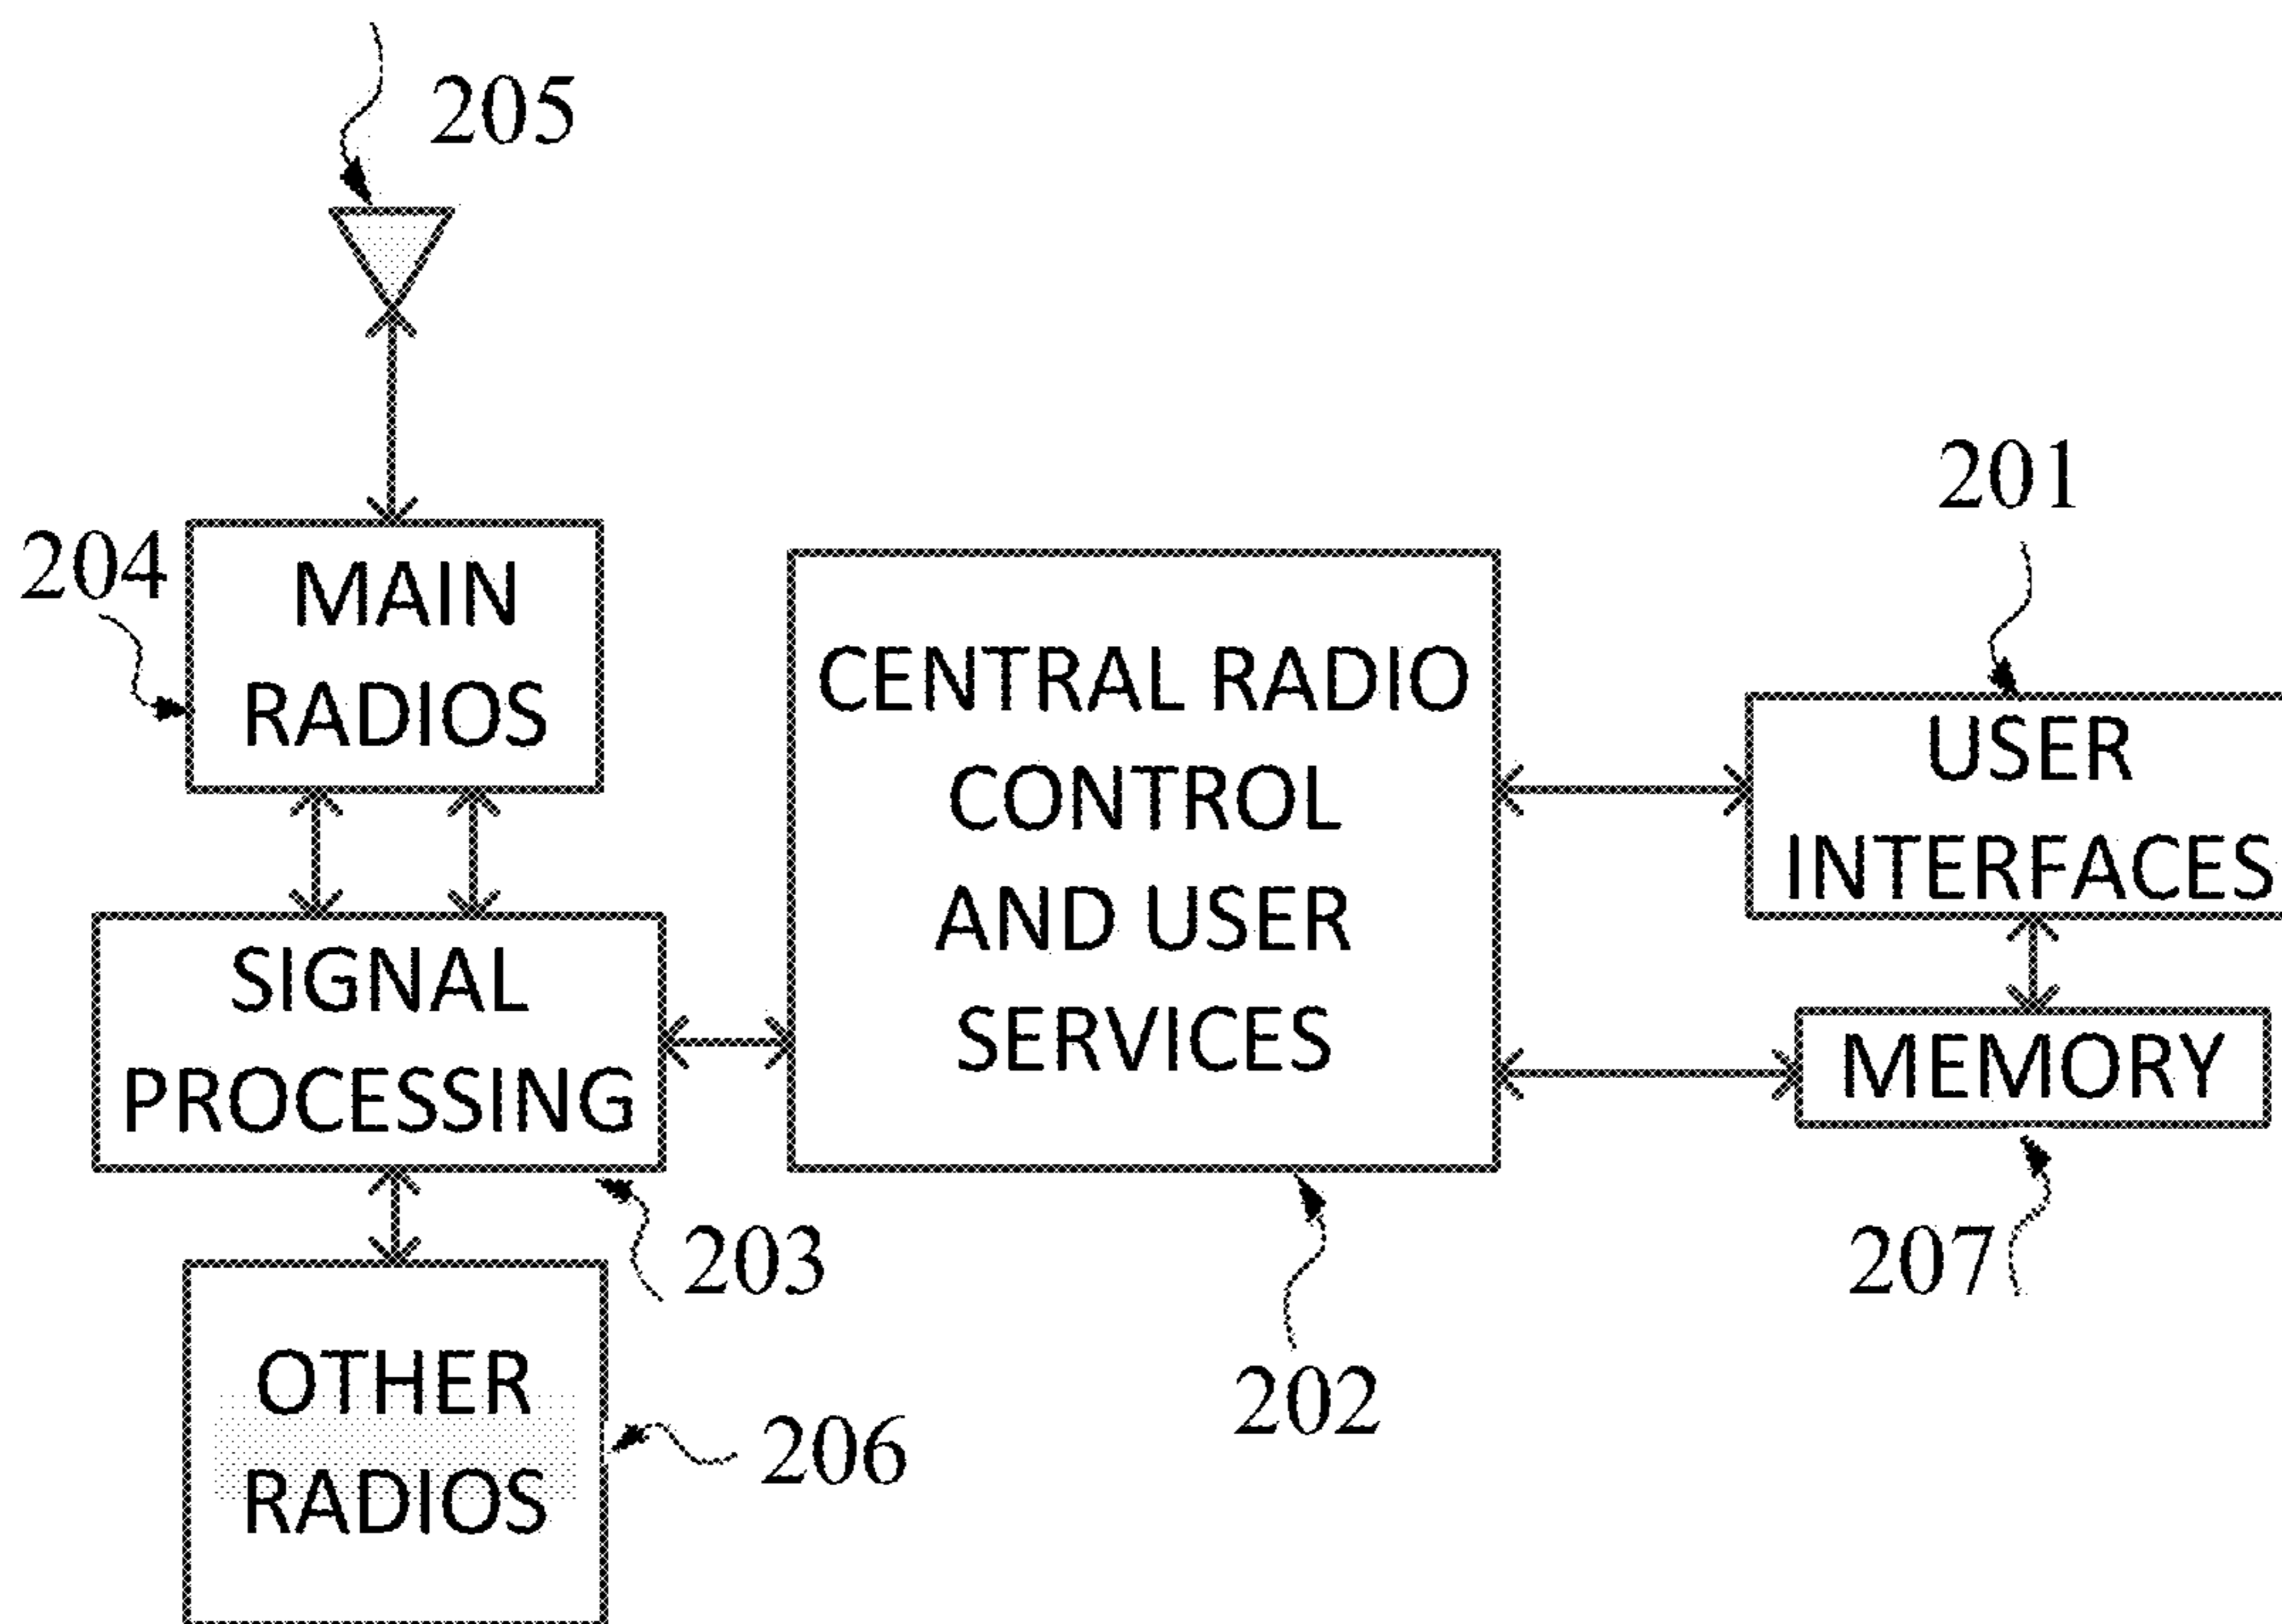 205
204
MAIN
RADIOS
SIGNAL
PROCESSING
203
OTHER
RADIOS
206
CENTRAL RADIO
CONTROL
AND USER
SERVICES
202
201
USER
INTERFACES
MEMORY
207